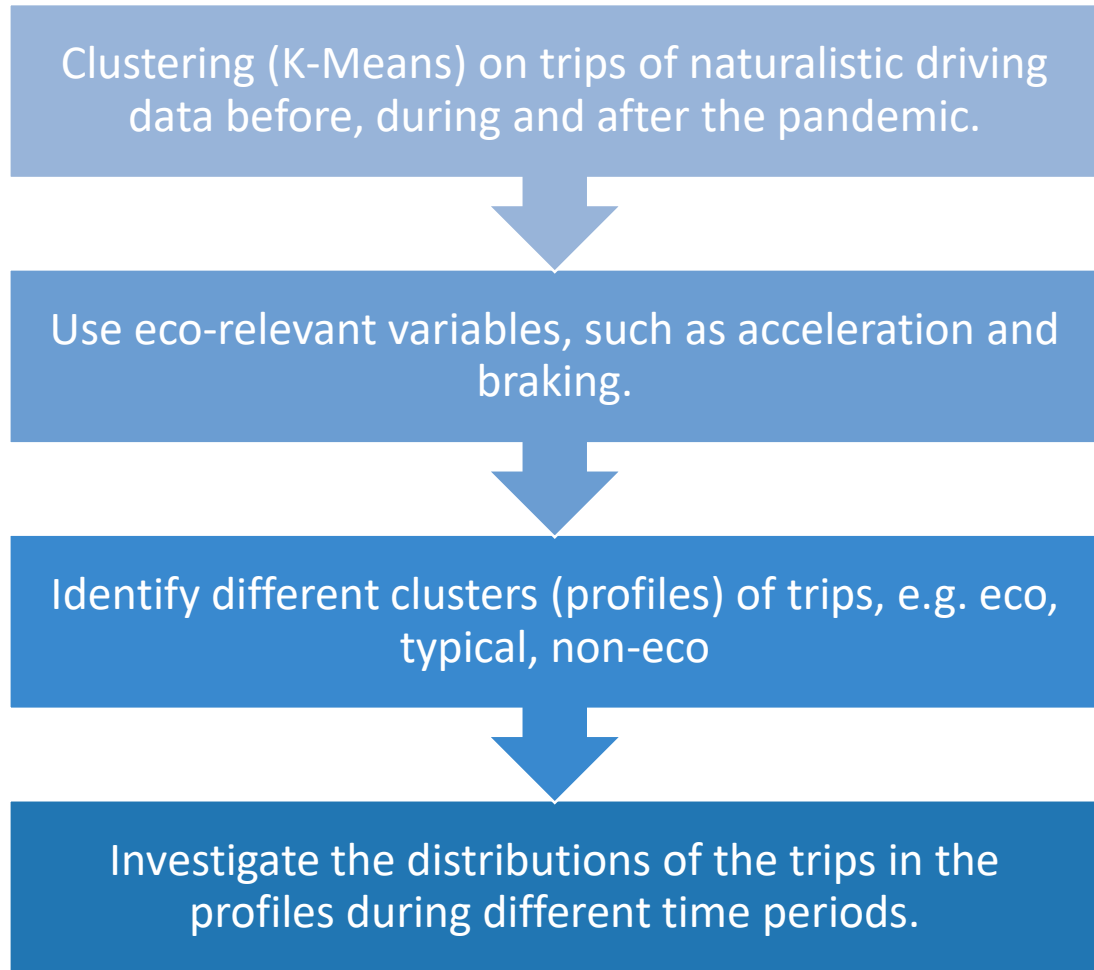 Clustering (K-Means) on trips of naturalistic driving
data before, during and after the pandemic.
Use eco-relevant variables, such as acceleration and
braking.
Identify different clusters (profiles) of trips, e.g. eco,
typical, non-eco
Investigate the distributions of the trips in the
profiles during different time periods.